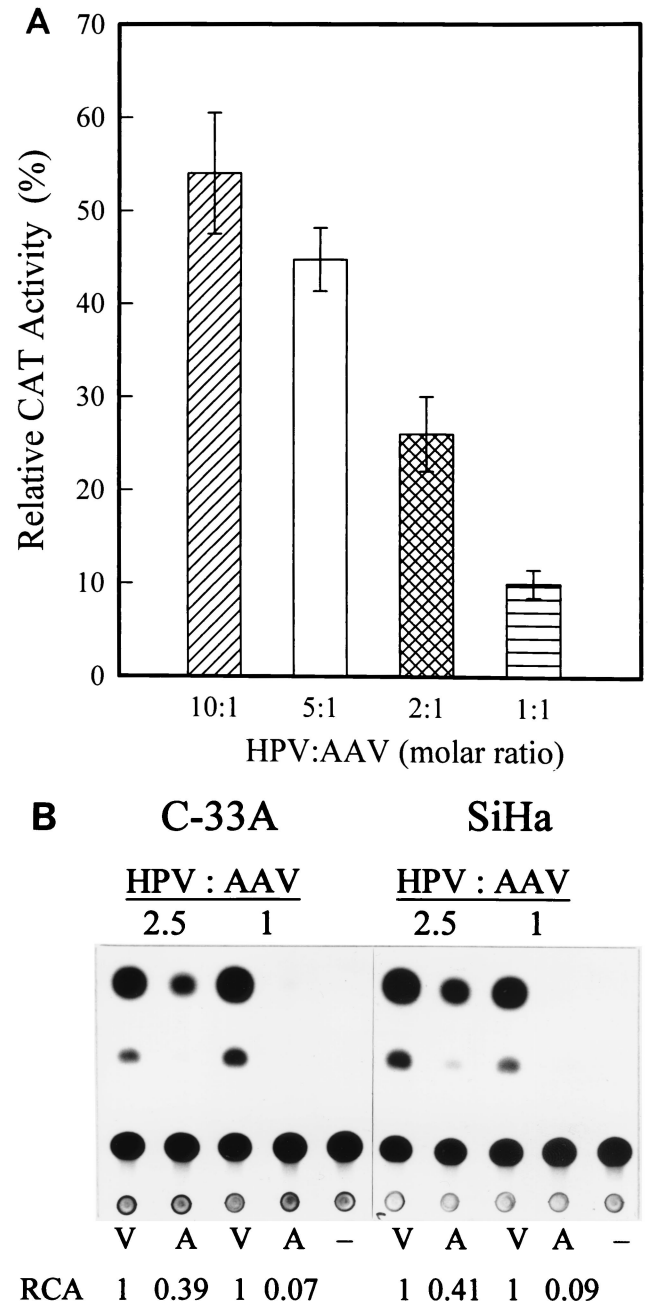 A
70
60
50
40
30
20
10
0
Relative CAT Activity (%)
10:1 5:1 2:1 1:1
HPV:AAV (molar ratio)
B
C-33A SiHa
HPV : AAV HPV : AAV
2.5 1 2.5 1
V A V A – V A V A –
RCA 1 0.39 1 0.07 1 0.41 1 0.09